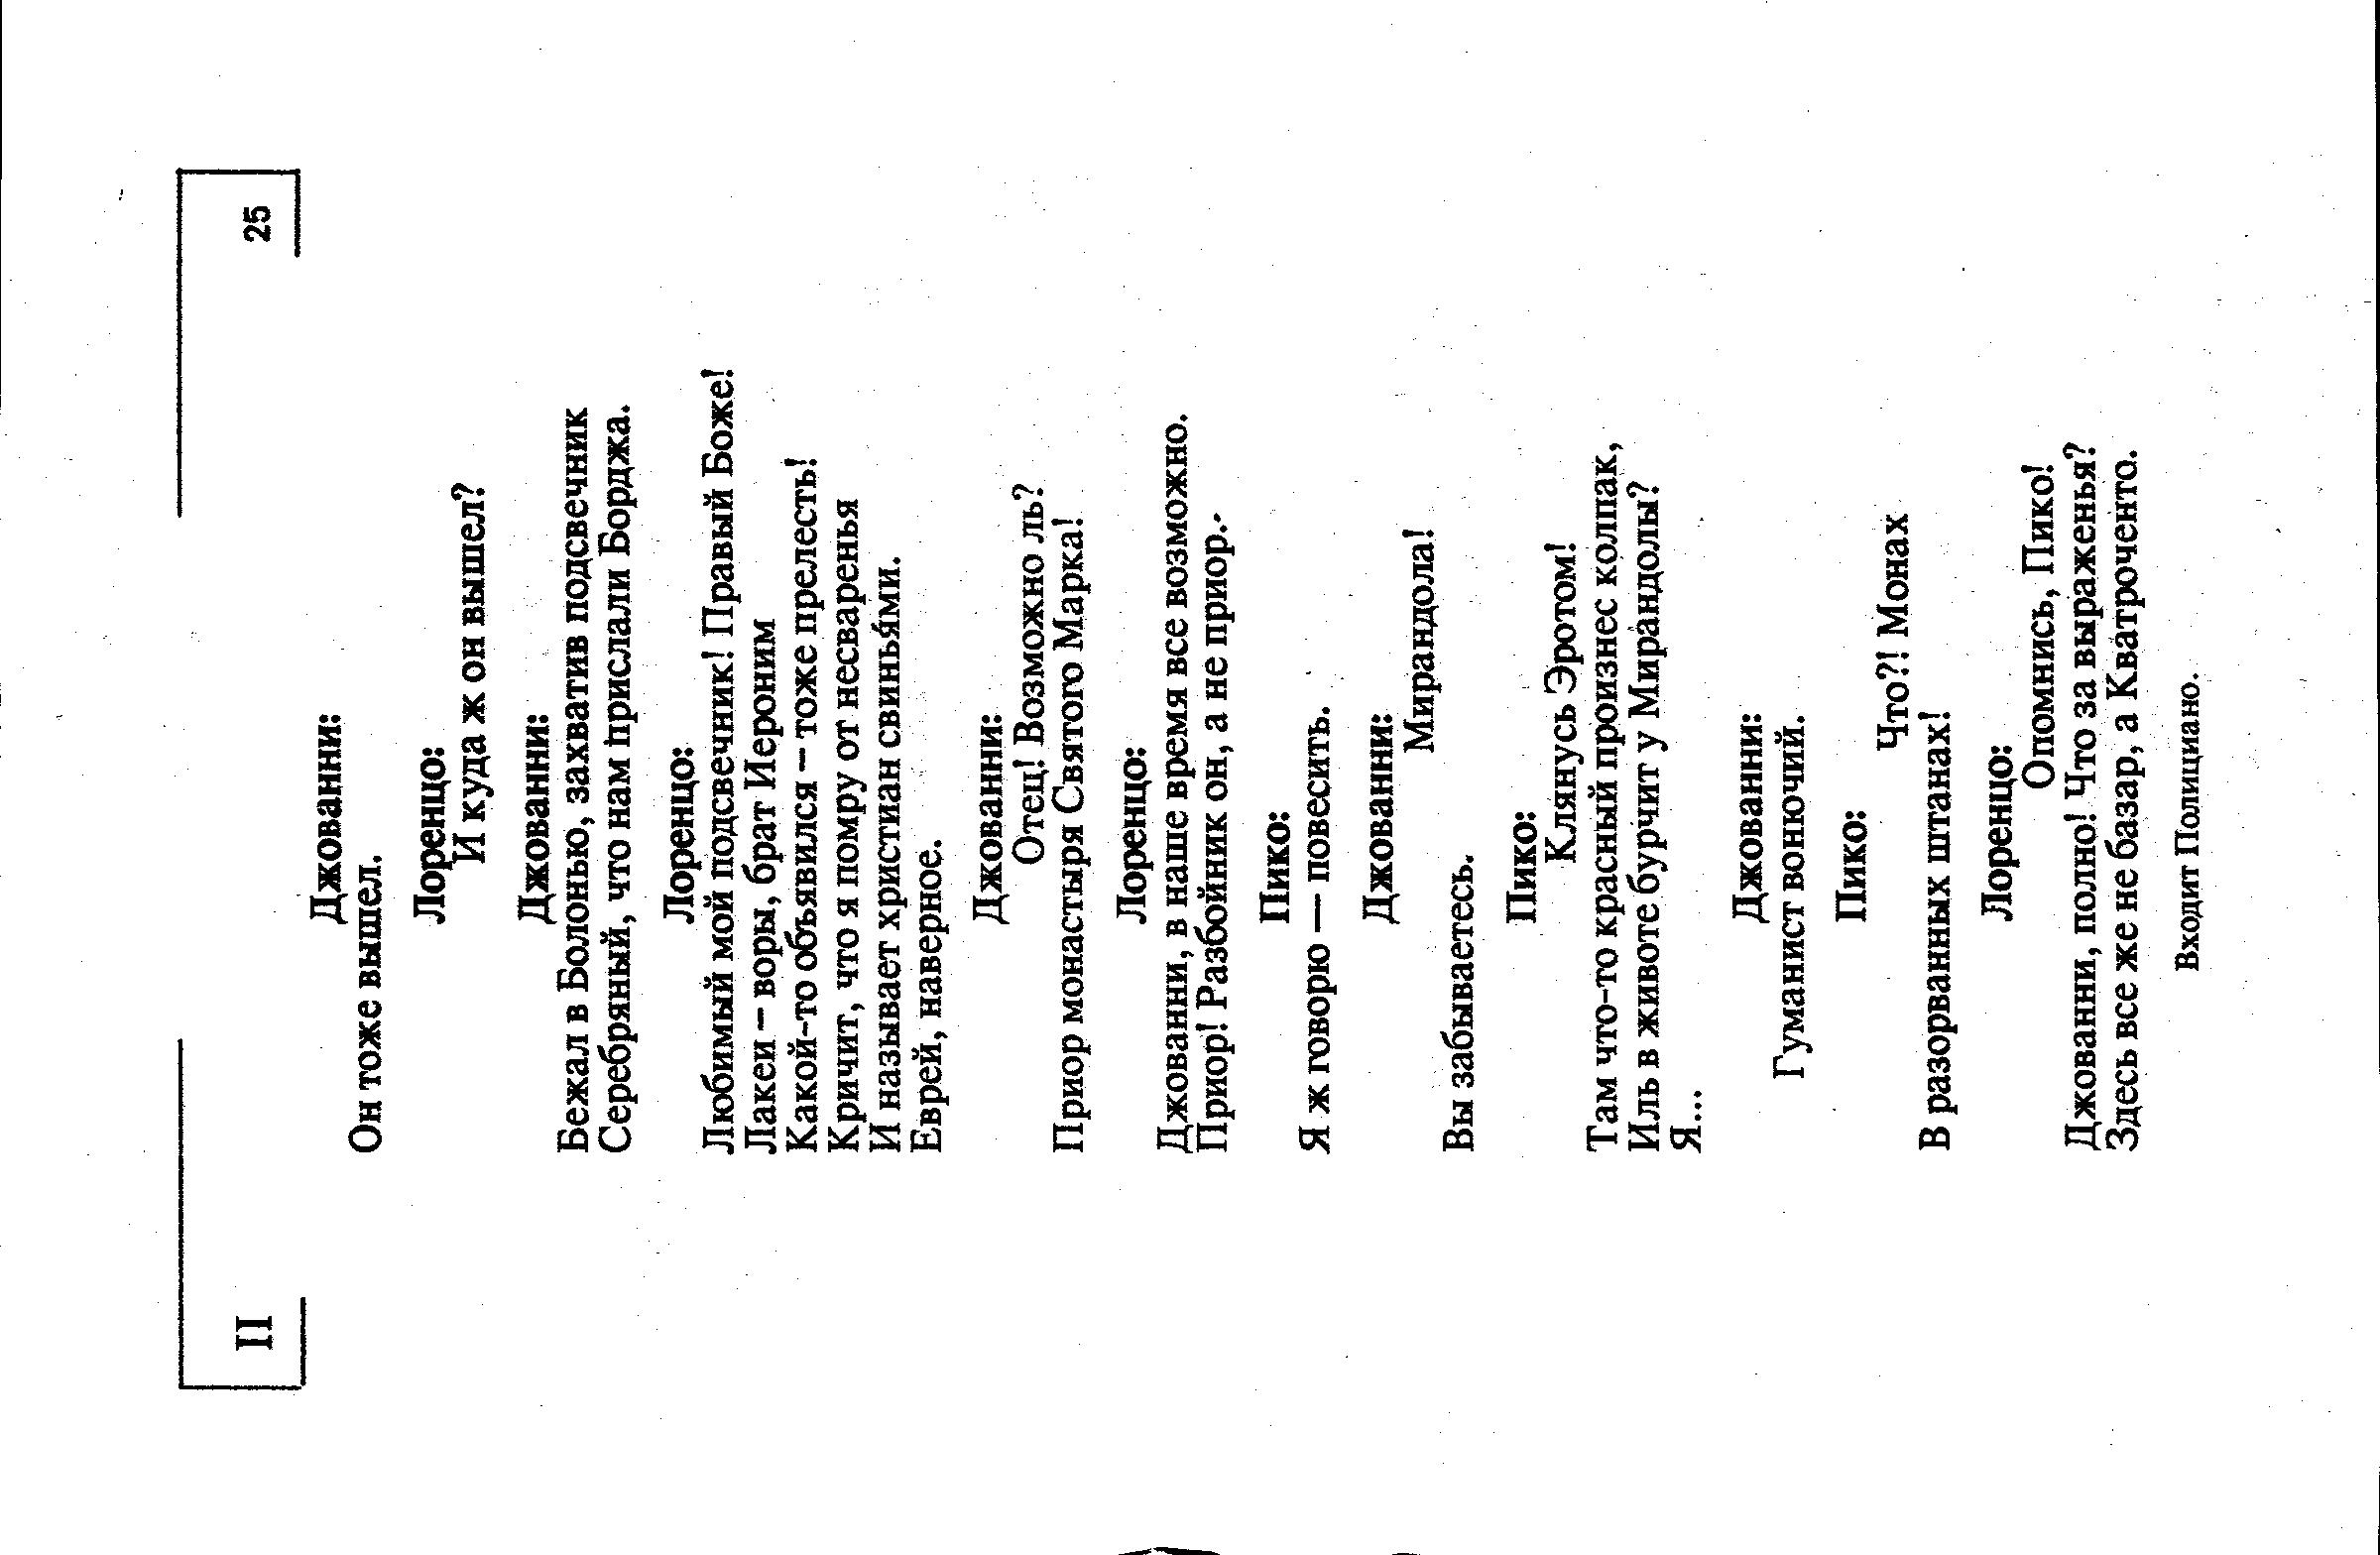 II
25
Джованни:
Он тоже вышел.
Лоренцо:
И куда ж он вышел?
Джованни:
Бежал в Болонью, захватив подсвечник
Серебряный, что нам прислали Борджа.
Лоренцо:
Любимый мой подсвечник! Правый Боже!
Лакеи – воры, брат Иероним
Какой-то объявился – тоже прелесть!
Кричит, что я помру от несваренья
И называет христиан свинья́ми.
Еврей, наверное.
Джованни:
Отец! Возможно ль?
Приор монастыря Святого Марка!
Лоренцо:
Джованни, в наше время все возможно.
Приор! Разбойник он, а не приор.
Пико:
Я ж говорю — повесить.
Джованни:
Мирандола!
Вы забываетесь.
Пико:
Клянусь Эротом!
Там что-то красный произнес колпак,
Иль в животе бурчит у Мирандолы?
Я...
Джованни:
Гуманист вонючий.
Пико:
Что?! Монах
В разорванных штанах!
Лоренцо:
Опомнись, Пико!
Джованни, полно! Что за выраженья?
Здесь все же не базар, а Кватроченто.
Входит Полициано.